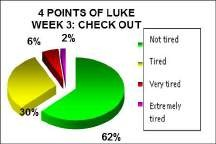 4 POINTS OF LUKE
WEEK 3: CHECK OUT
6%
2%
30%
62%
Not tired
Tired
Very tired
Extremely
tired